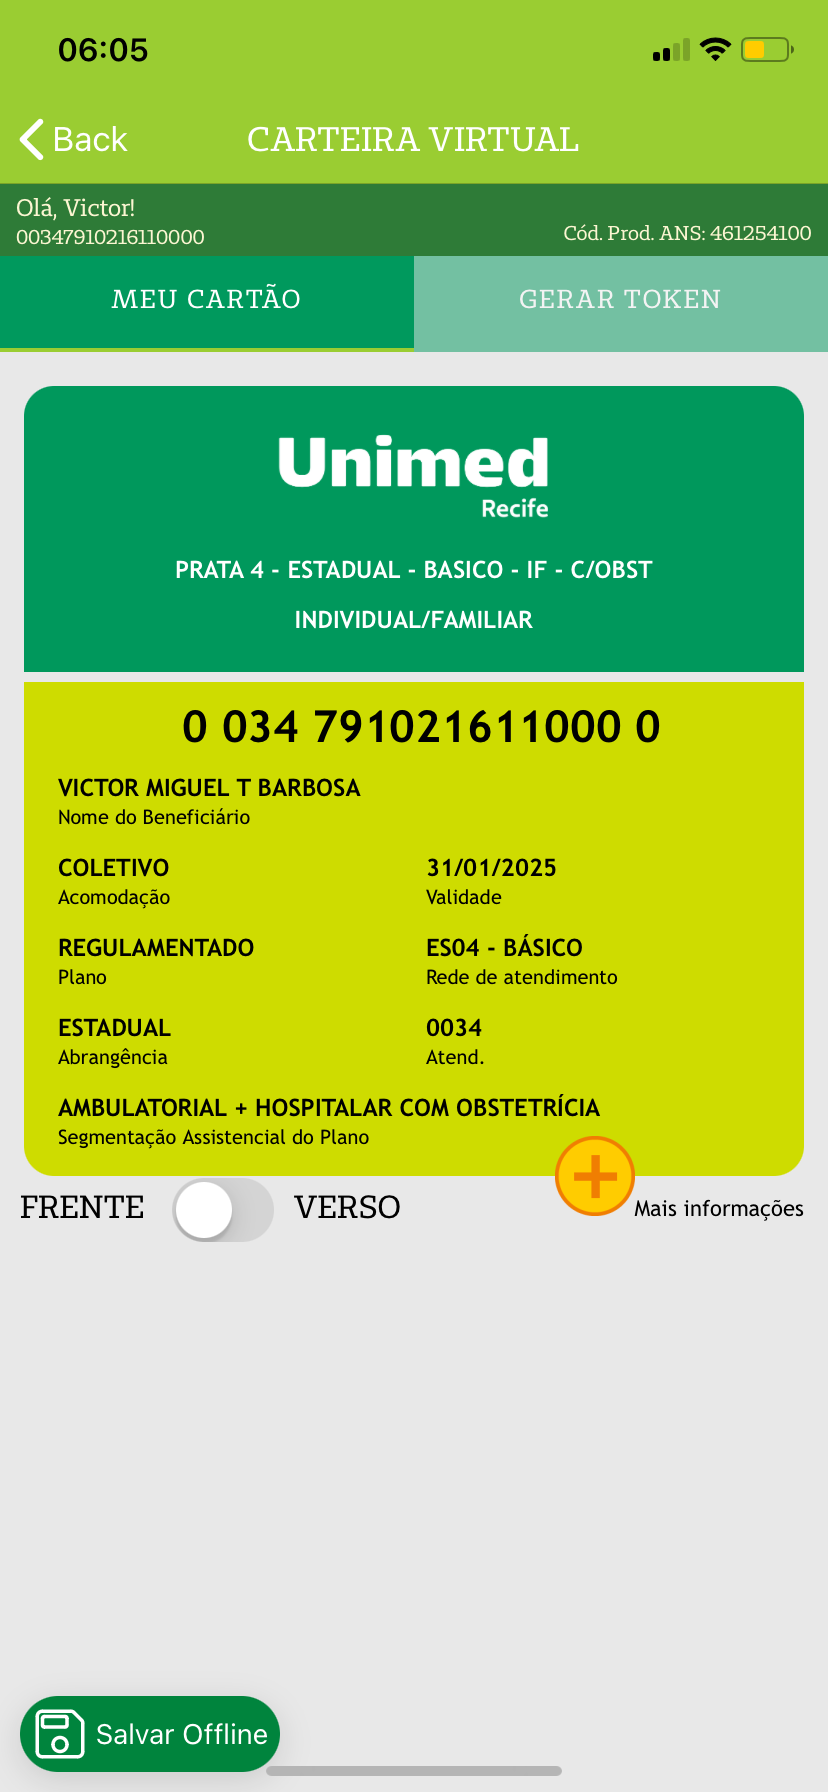 06:05
Back
CARTEIRA VIRTUAL
Olá, Victor!
00347910216110000
Cód. Prod. ANS: 461254100
MEU CARTÃO
GERAR TOKEN
Unimed
Recife
PRATA 4 - ESTADUAL - BASICO - IF - C/OBST
INDIVIDUAL/FAMILIAR
0 034 791021611000 0
VICTOR MIGUEL T BARBOSA
Nome do Beneficiário
COLETIVO
Acomodação
31/01/2025
Validade
REGULAMENTADO
Plano
ES04 - BÁSICO
Rede de atendimento
ESTADUAL
Abrangência
0034
Atend.
AMBULATORIAL + HOSPITALAR COM OBSTETRÍCIA
Segmentação Assistencial do Plano
FRENTE
VERSO
Mais informações
Salvar Offline